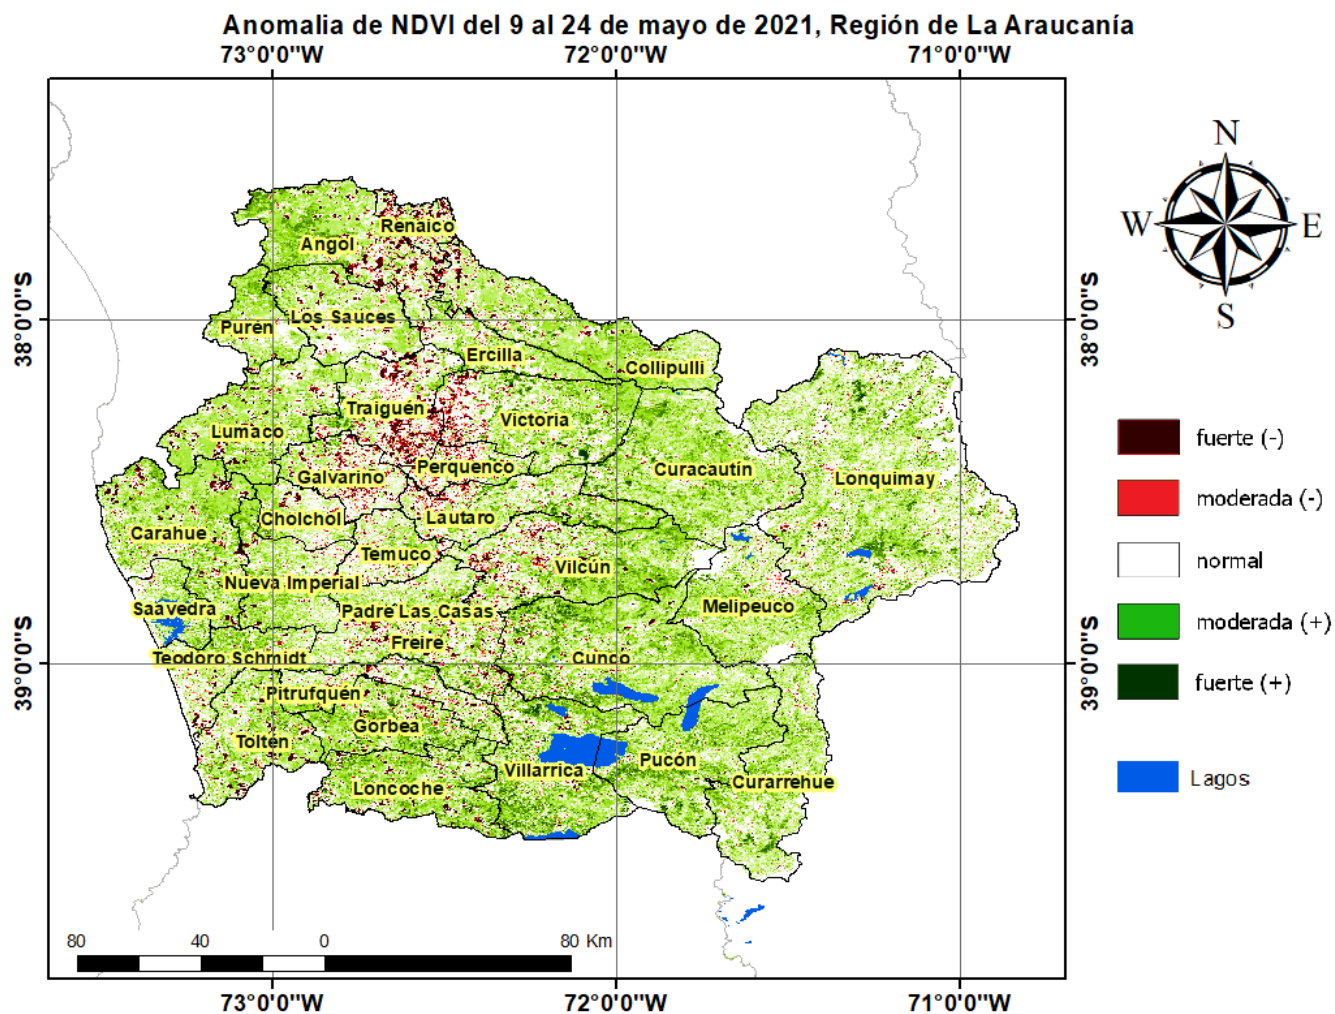 Anomalia de NDVI del 9 al 24 de mayo de 2021, Región de La Araucanía
73°0'0"W 72°0'0"W 71°0'0"W
N
W E
S
38°0'0"S 38°0'0"S
39°0'0"S 39°0'0"S
Renaico
Angol
Los Sauces
Purén
Ercilla
Collipulli
Traiguén
Victoria
Lumaco
Perquenco
Curacautín
Galvarino
Lonquimay
Cholchol
Lautaro
Carahue
Temuco
Vilcún
Nueva Imperial
Saavedra
Padre Las Casas
Melipeuco
Freire
Teodoro Schmidt
Cunco
Pitrufquén
Gorbea
Toltén
Pucón
Villarrica
Curarrehue
Loncoche
fuerte (-)
moderada (-)
normal
moderada (+)
fuerte (+)
Lagos
80 40 0 80 Km
73°0'0"W 72°0'0"W 71°0'0"W